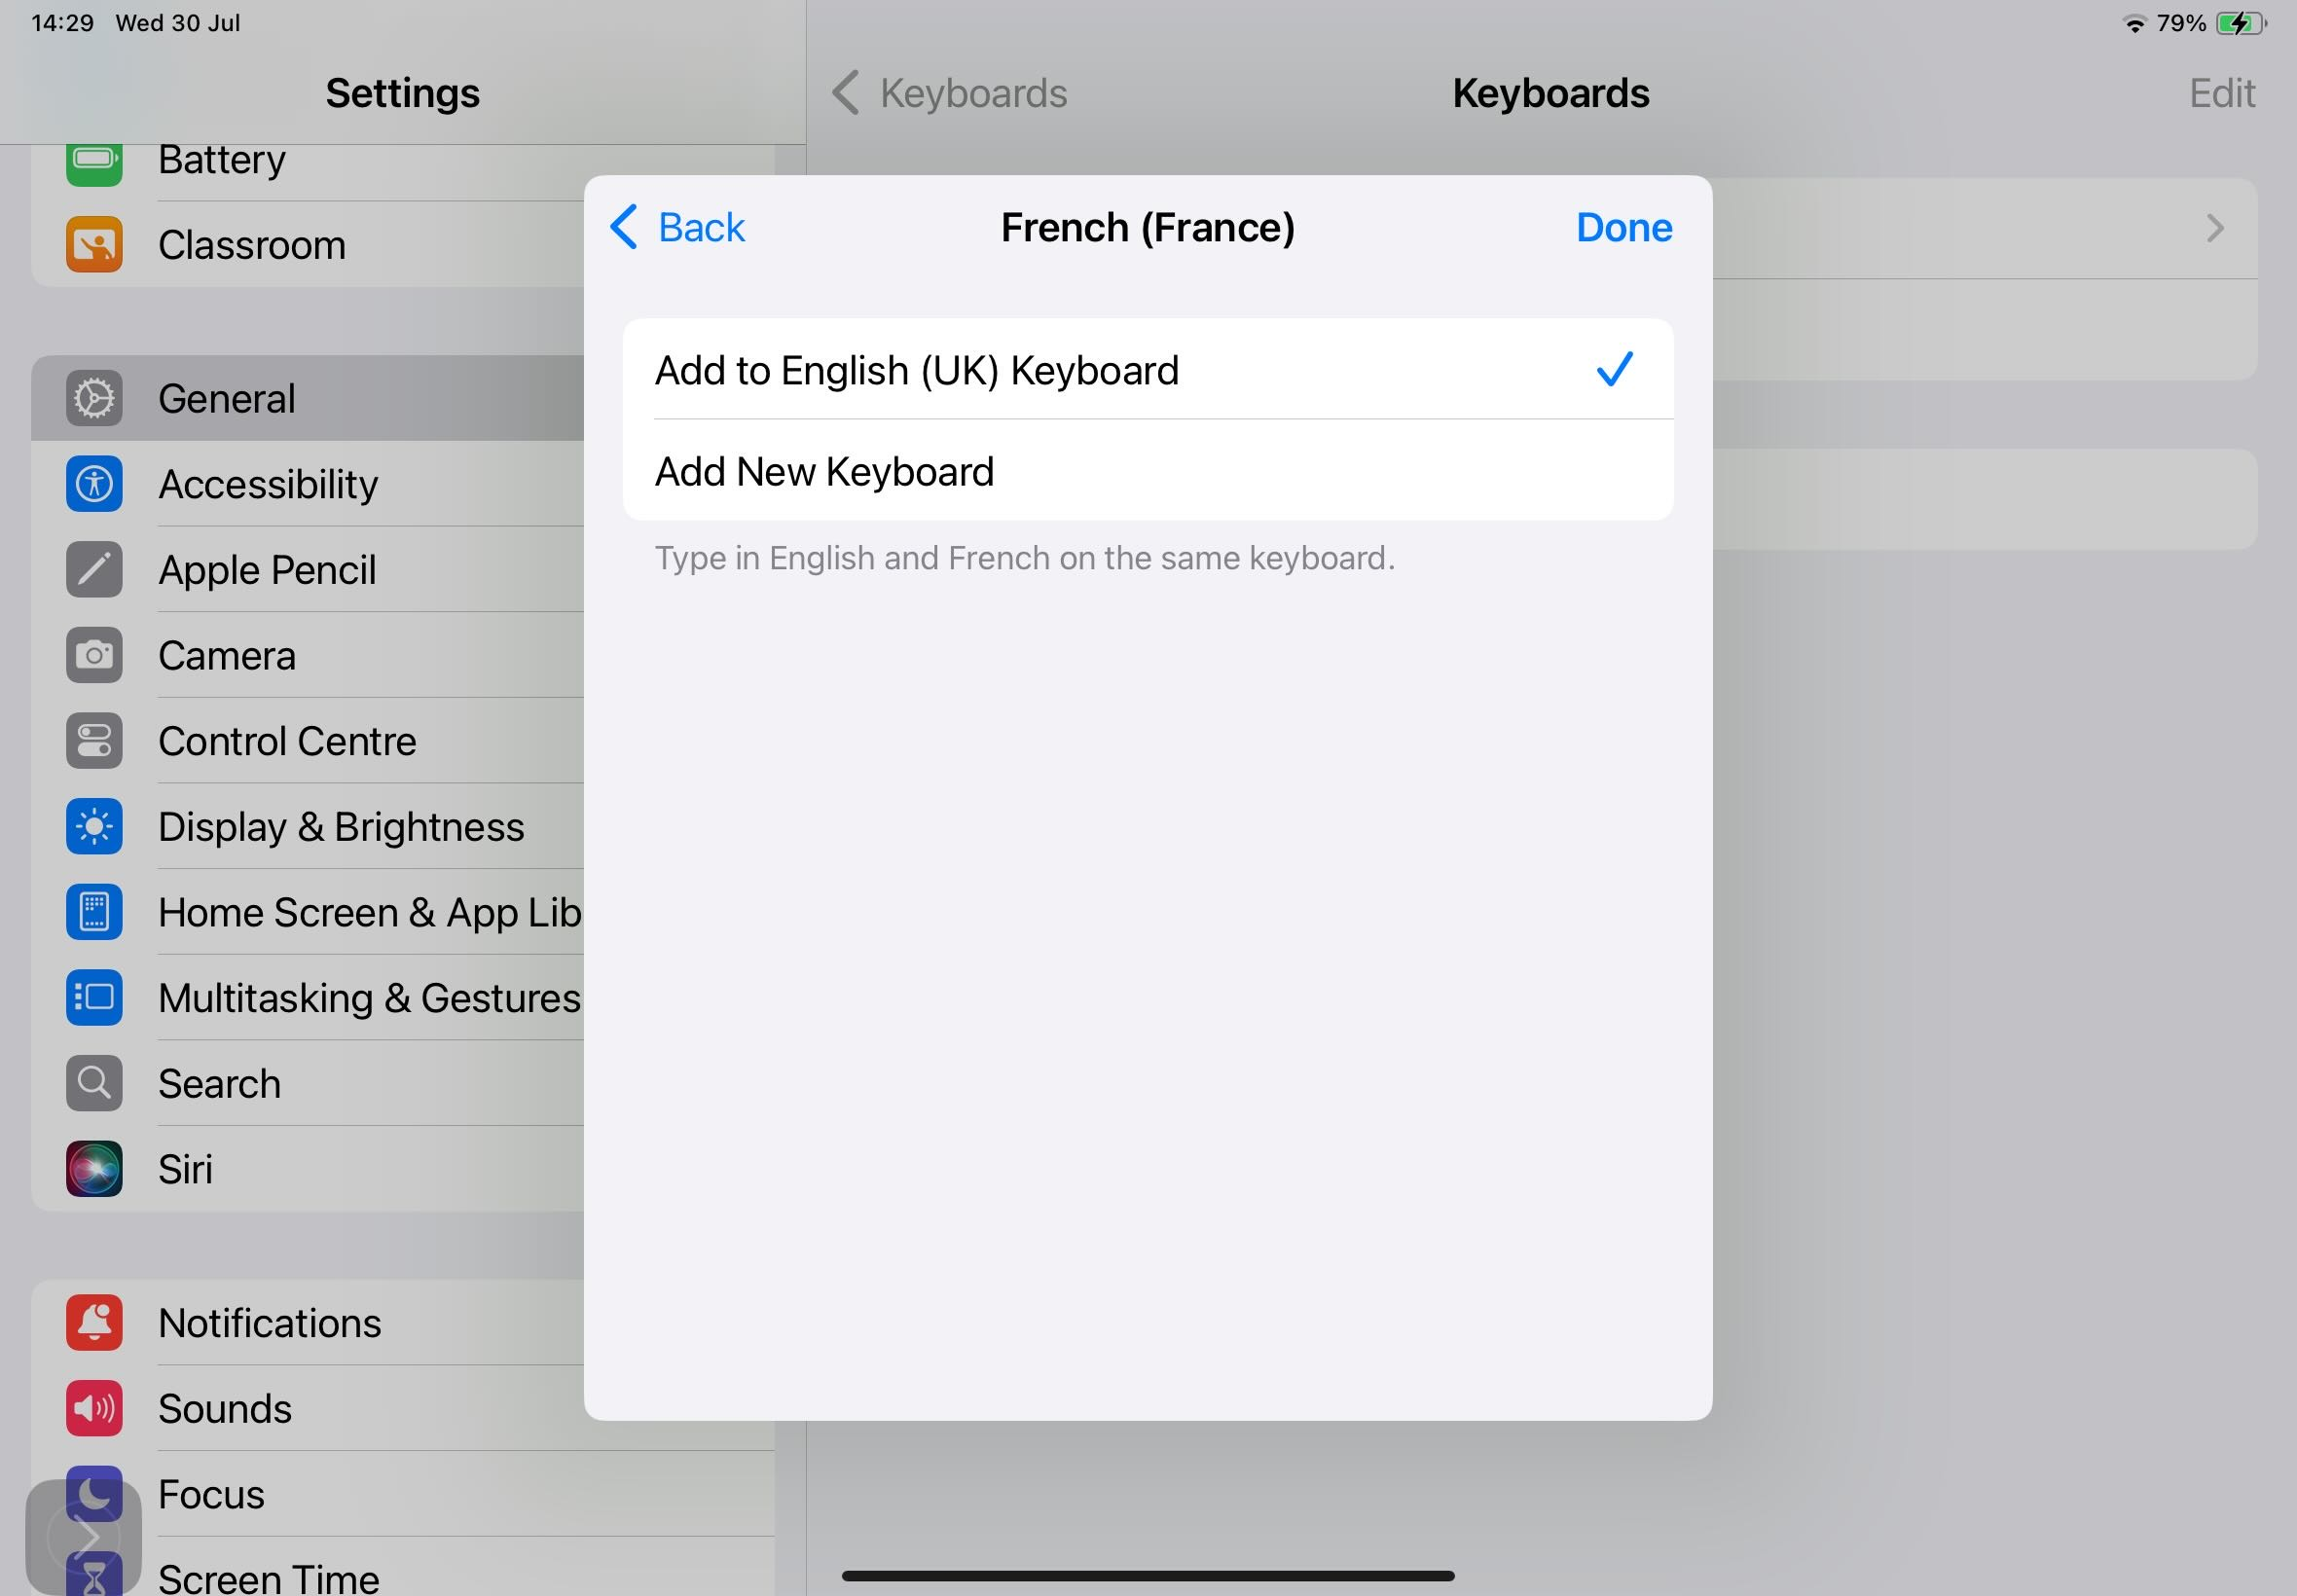 14:29 Wed 30 Jul
79%
Settings
Battery
Classroom
General
Accessibility
Apple Pencil
Camera
Control Centre
Display & Brightness
Home Screen & App Lib
Multitasking & Gestures
Search
Siri
Notifications
Sounds
Focus
Screen Time
Keyboards
Keyboards
Edit
Back
French (France)
Done
Add to English (UK) Keyboard
Add New Keyboard
Type in English and French on the same keyboard.